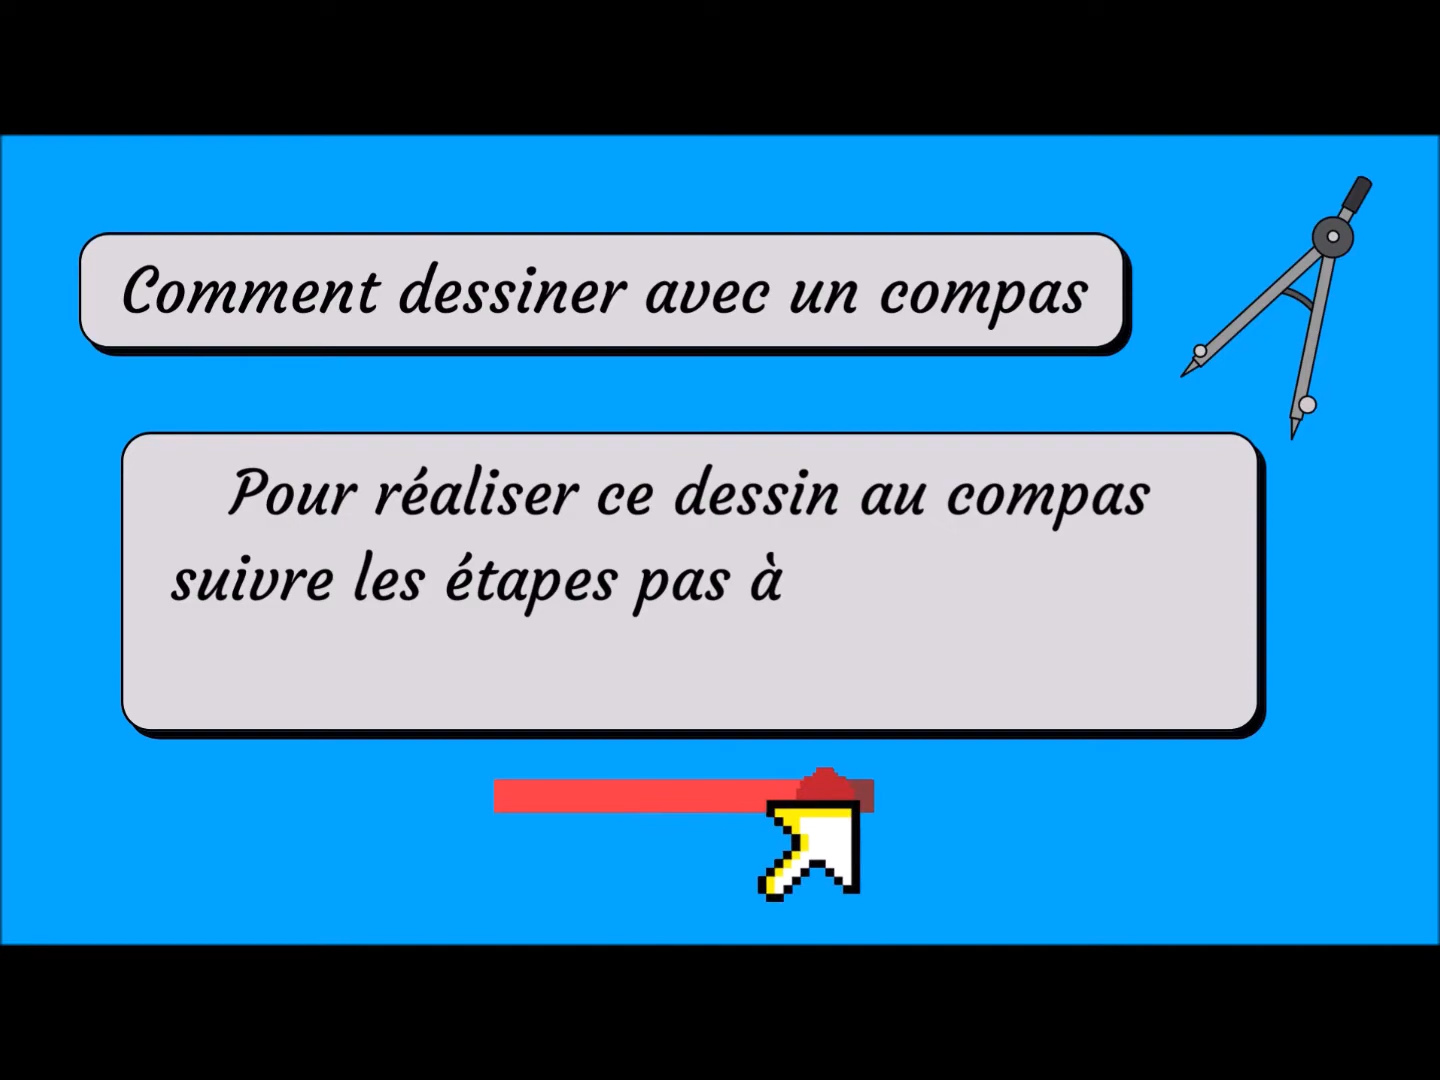 Comment dessiner avec un compas
Pour réaliser ce dessin au compas
suivre les étapes pas à